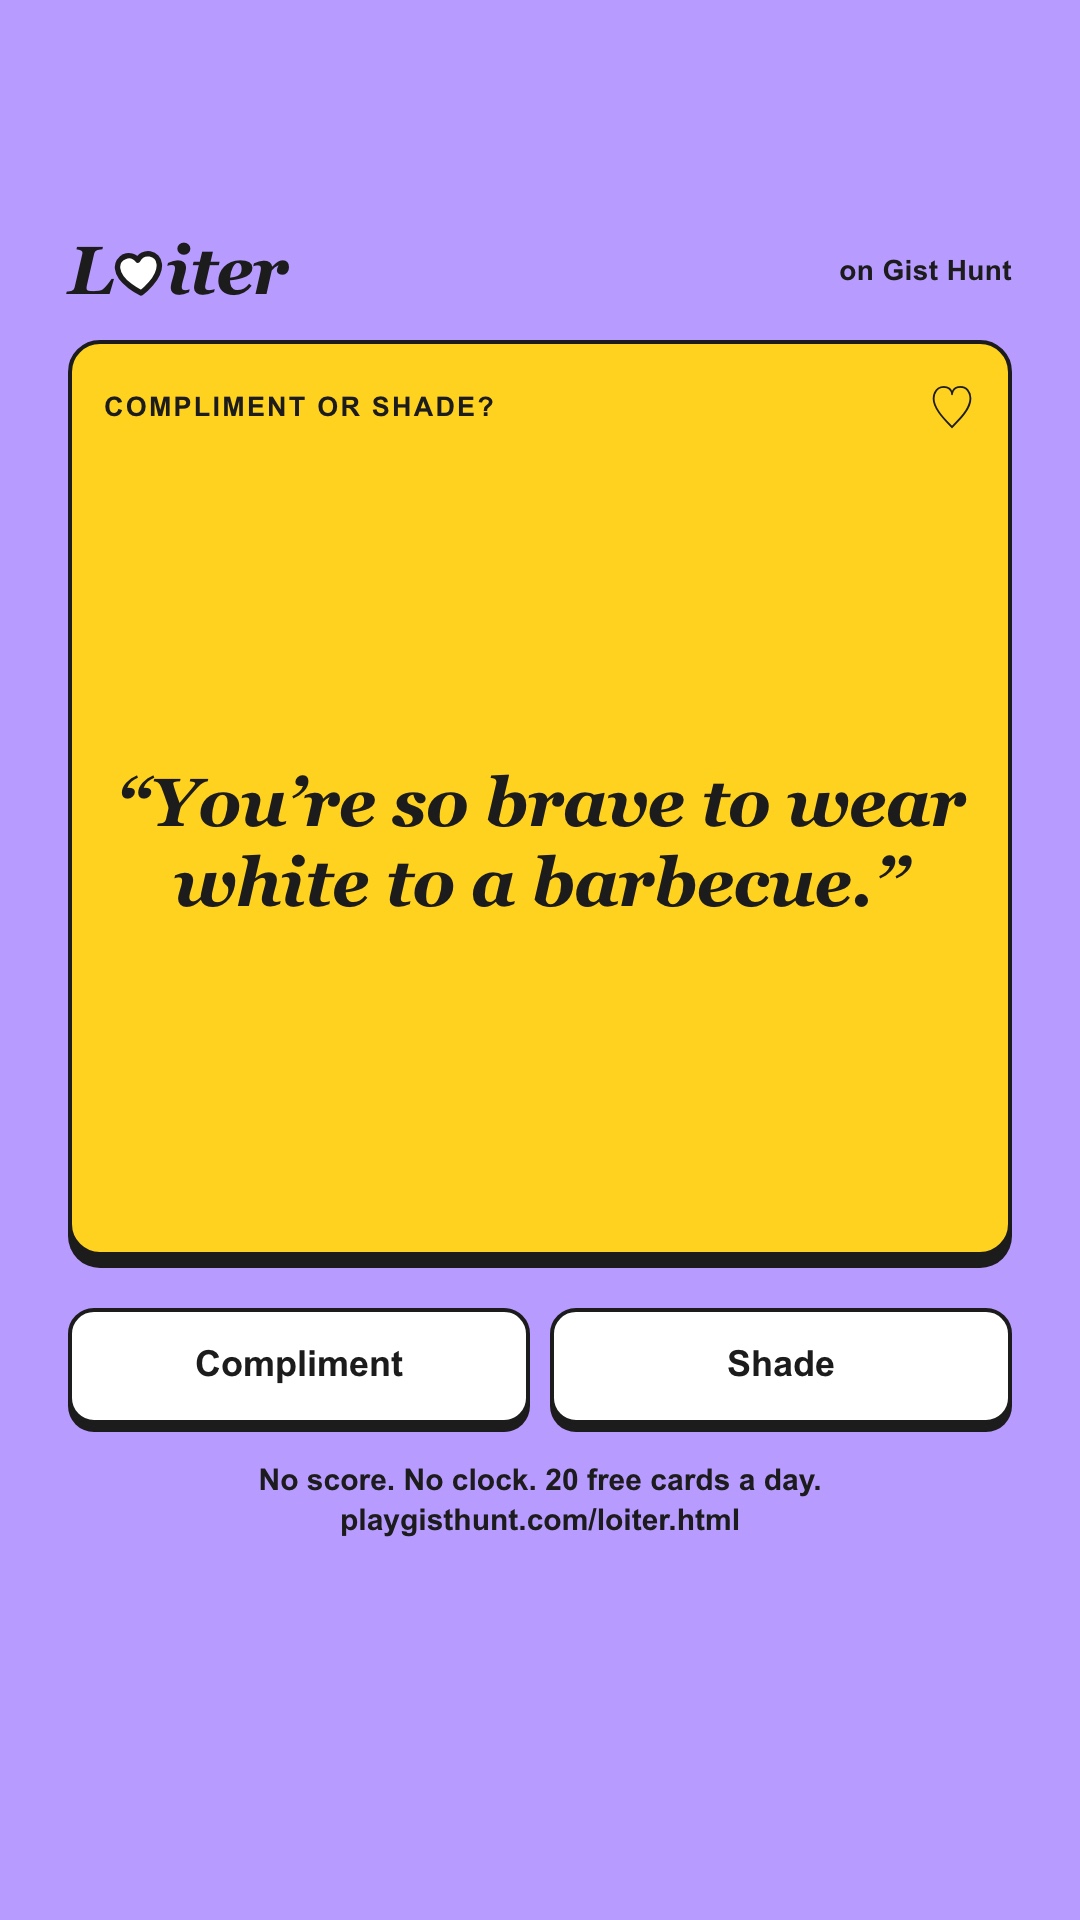 Loiter
on Gist Hunt
COMPLIMENT OR SHADE?
“You’re so brave to wear
white to a barbecue.”
Compliment
Shade
No score. No clock. 20 free cards a day.
playgisthunt.com/loiter.html